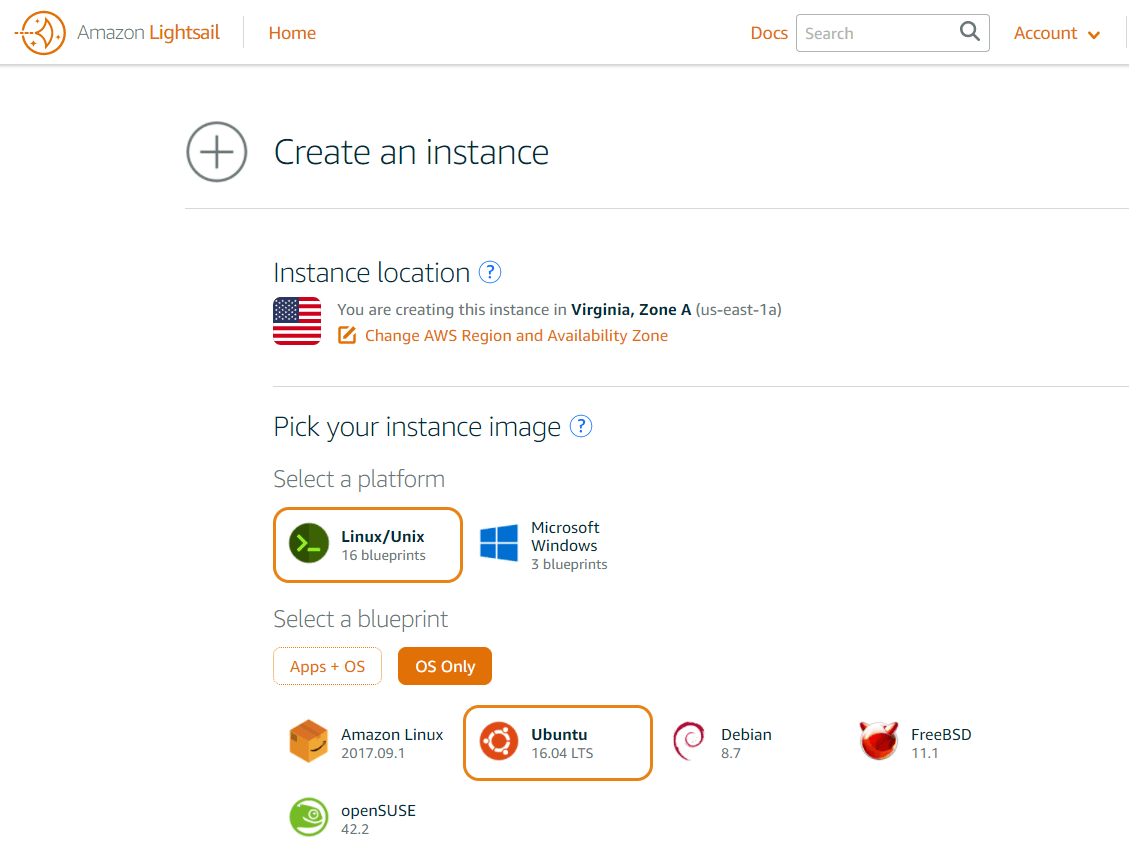 Amazon Lightsail
Home
Docs
Search
Account
Create an instance
Instance location ?
You are creating this instance in Virginia, Zone A (us-east-1a)
Change AWS Region and Availability Zone
Pick your instance image ?
Select a platform
Linux/Unix
16 blueprints
Microsoft
Windows
3 blueprints
Select a blueprint
Apps + OS
OS Only
Amazon Linux
2017.09.1
Ubuntu
16.04 LTS
Debian
8.7
FreeBSD
11.1
openSUSE
42.2